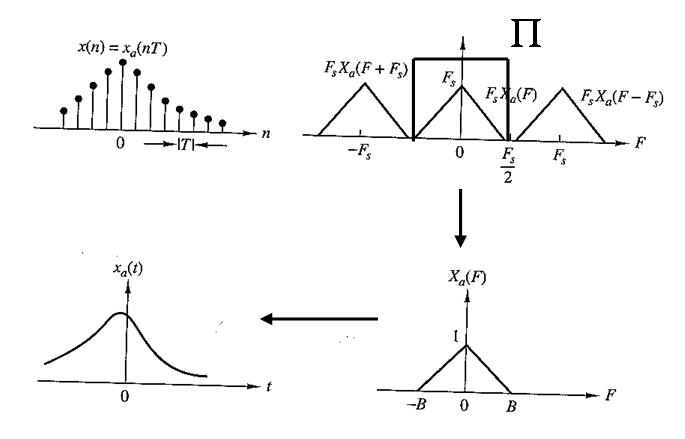 x(n) = x_a(nT)
n
0
|T|
Π
F_sX_a(F + F_s)
F_s
F_sX_a(F)
F_sX_a(F − F_s)
−F_s
0
F_s/2
F_s
F
x_a(t)
0
t
X_a(F)
1
−B
0
B
F